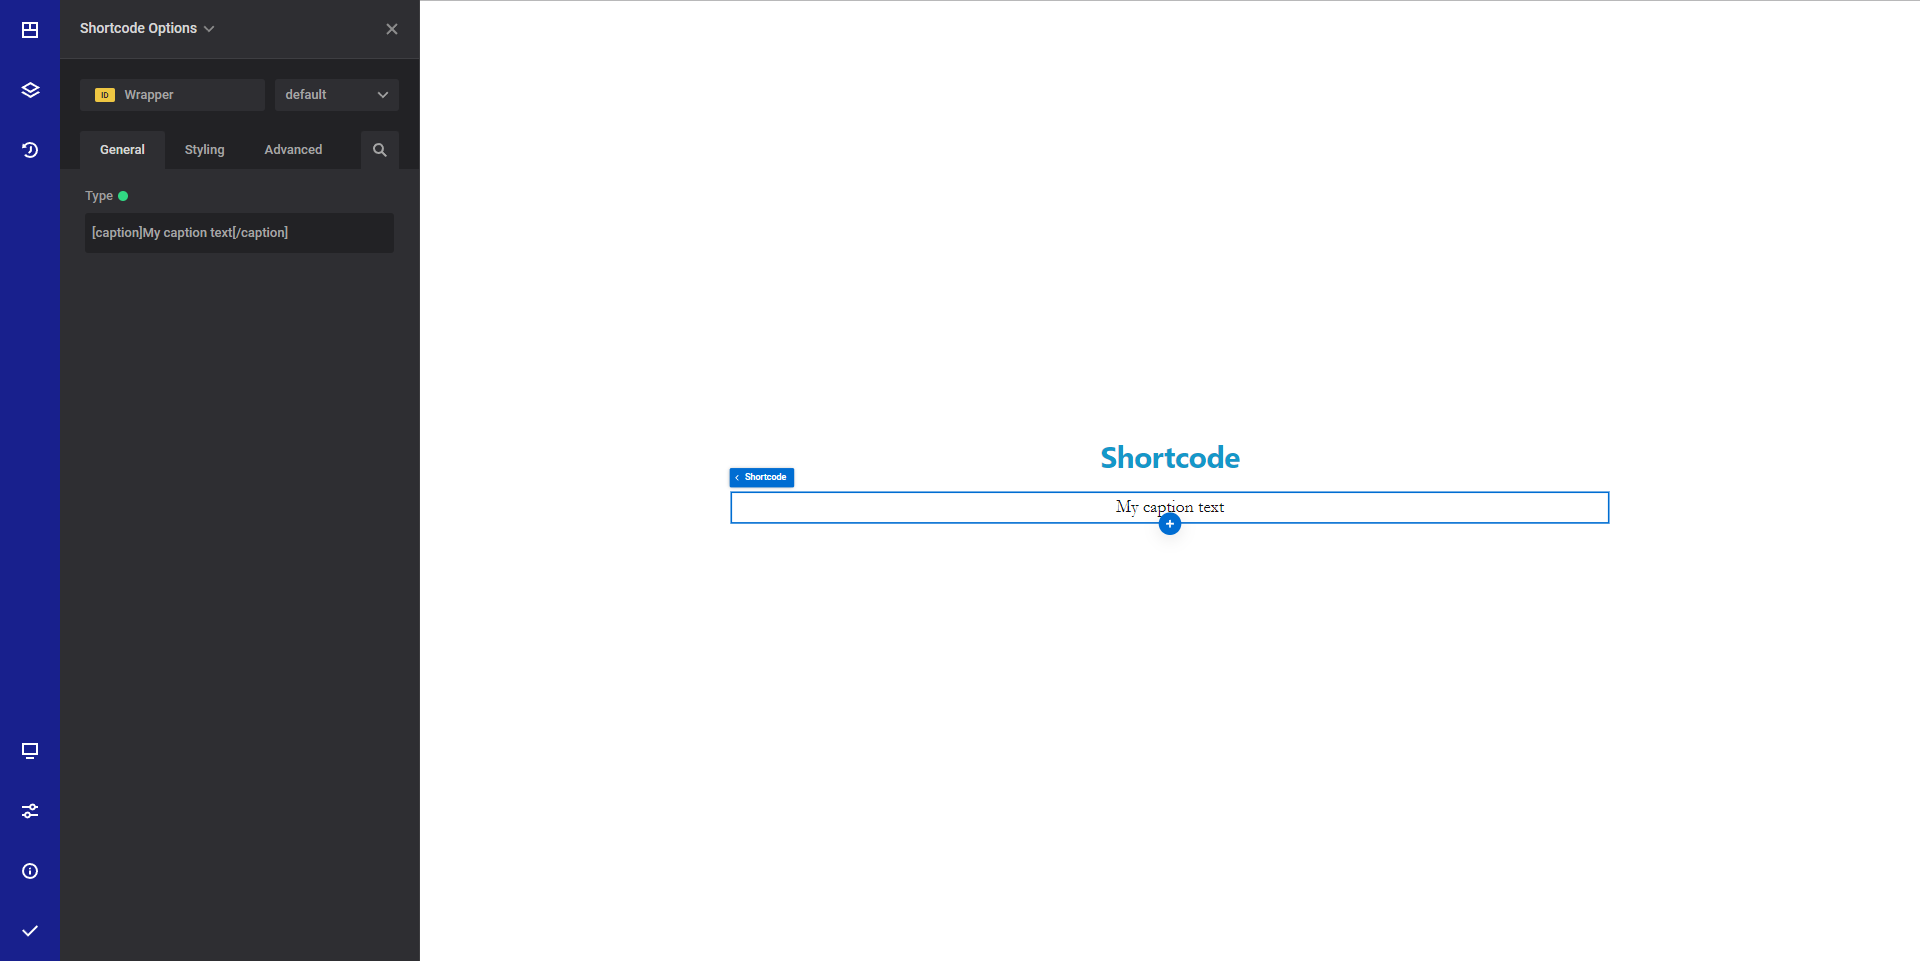 Shortcode Options
ID Wrapper
default
General Styling Advanced
Type
[caption]My caption text[/caption]
Shortcode
Shortcode
My caption text